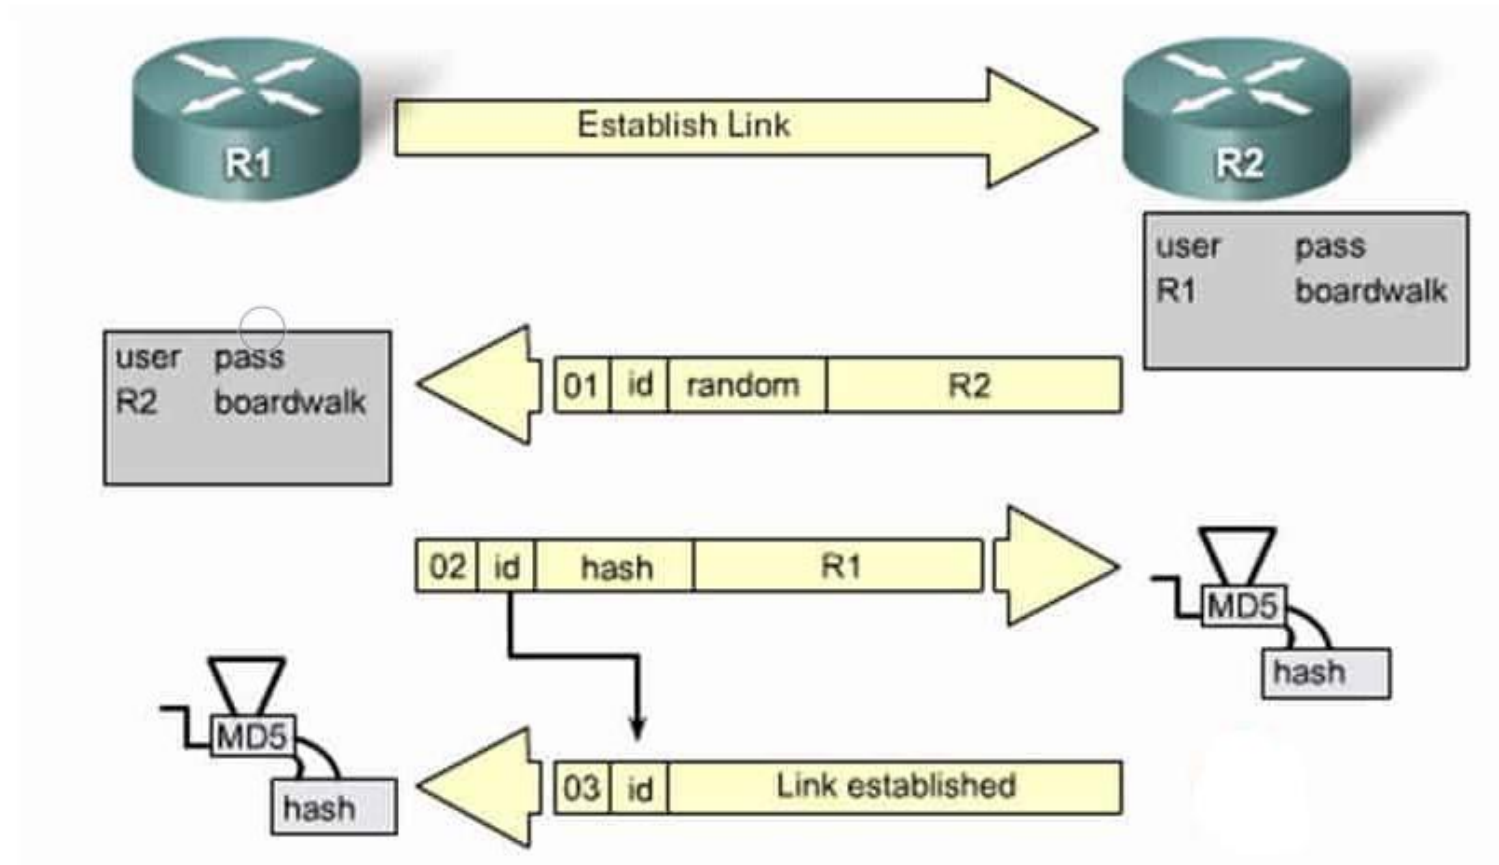 R1
Establish Link
R2
user pass
R1 boardwalk
user pass
R2 boardwalk
01 id random R2
02 id hash R1
MD5
hash
MD5
hash
03 id Link established